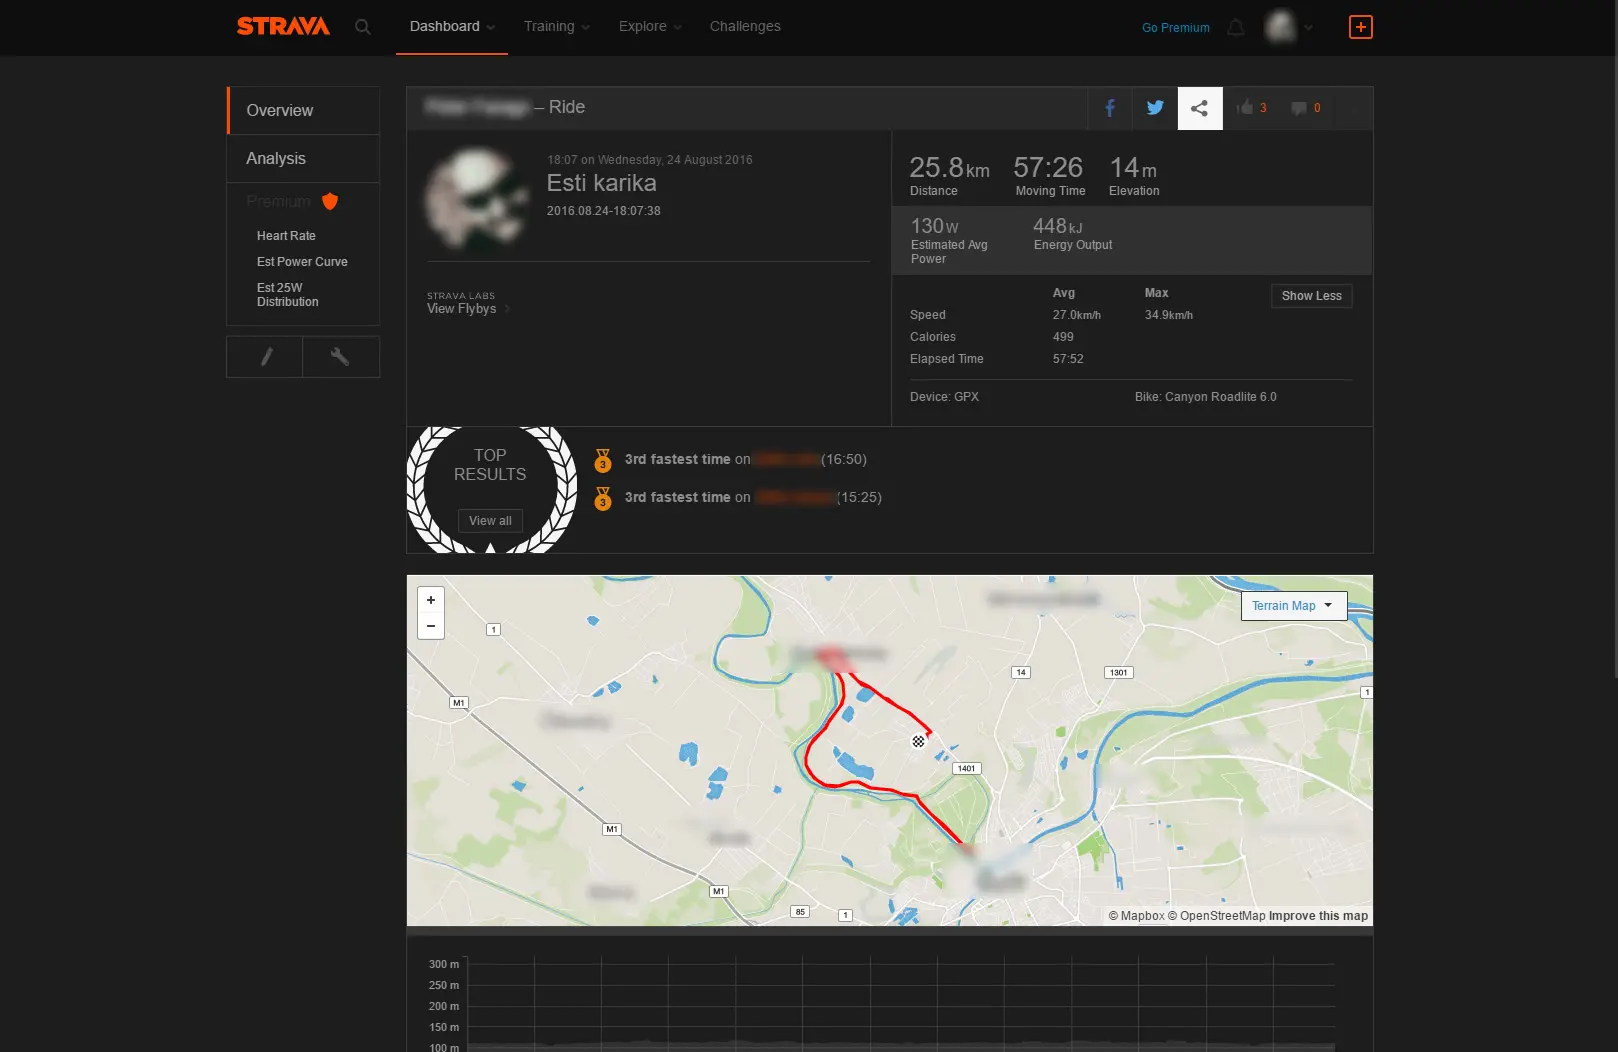 STRAVA
Dashboard
Training
Explore
Challenges
Go Premium
Overview
Analysis
Premium
Heart Rate
Est Power Curve
Est 25W
Distribution
– Ride
3
0
18:07 on Wednesday, 24 August 2016
Esti karika
2016.08.24-18:07:38
STRAVA LABS
View Flybys
25.8km
57:26
14m
Distance
Moving Time
Elevation
130W
448kJ
Estimated Avg
Power
Energy Output
Avg
Max
Show Less
Speed
27.0km/h
34.9km/h
Calories
499
Elapsed Time
57:52
Device: GPX
Bike: Canyon Roadlite 6.0
TOP
RESULTS
View all
3
3rd fastest time on
(16:50)
3
3rd fastest time on
(15:25)
+
−
Terrain Map
1
14
1301
1
M1
1401
M1
M1
85
1
© Mapbox © OpenStreetMap Improve this map
300 m
250 m
200 m
150 m
100 m